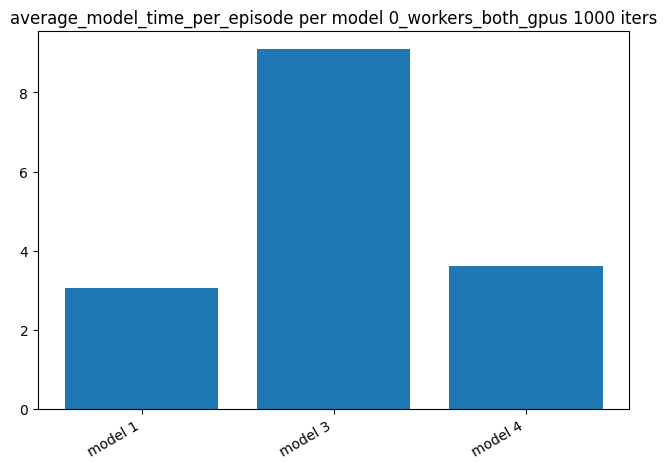 average_model_time_per_episode per model 0_workers_both_gpus 1000 iters
8
6
4
2
0
model 1
model 3
model 4